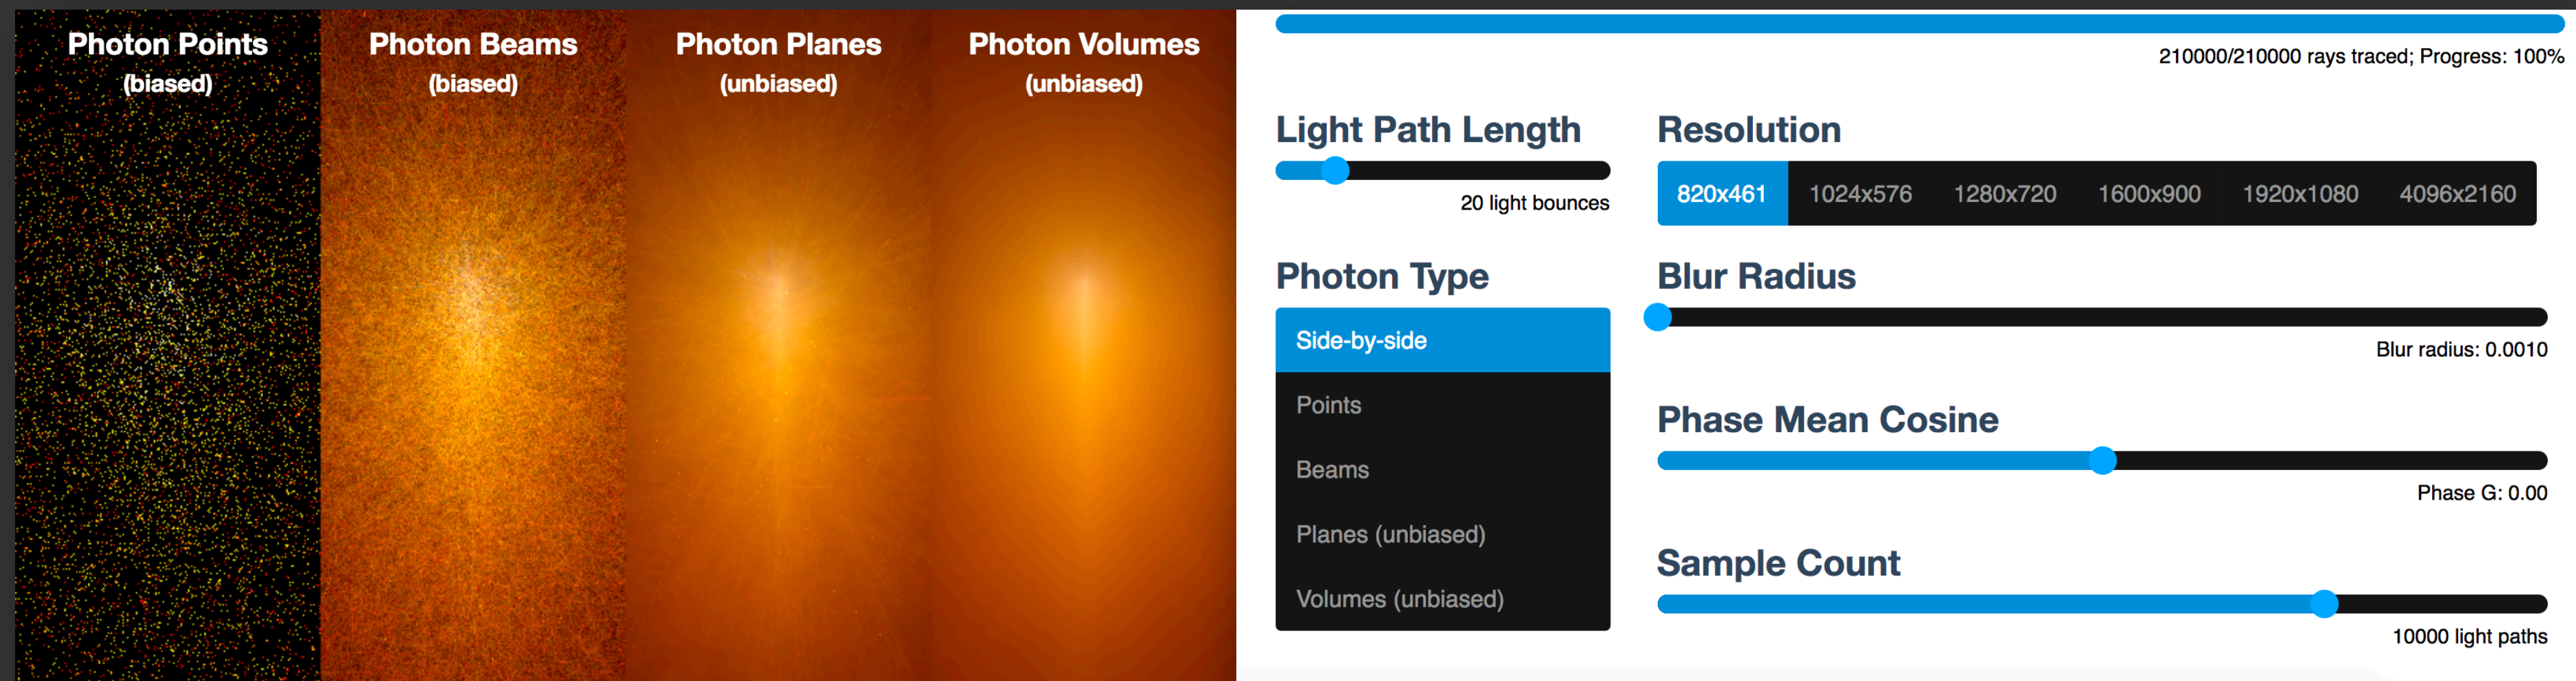 Photon Points
(biased)
Photon Beams
(biased)
Photon Planes
(unbiased)
Photon Volumes
(unbiased)
210000/210000 rays traced; Progress: 100%
Light Path Length
20 light bounces
Resolution
820x461 1024x576 1280x720 1600x900 1920x1080 4096x2160
Photon Type
Side-by-side
Points
Beams
Planes (unbiased)
Volumes (unbiased)
Blur Radius
Blur radius: 0.0010
Phase Mean Cosine
Phase G: 0.00
Sample Count
10000 light paths